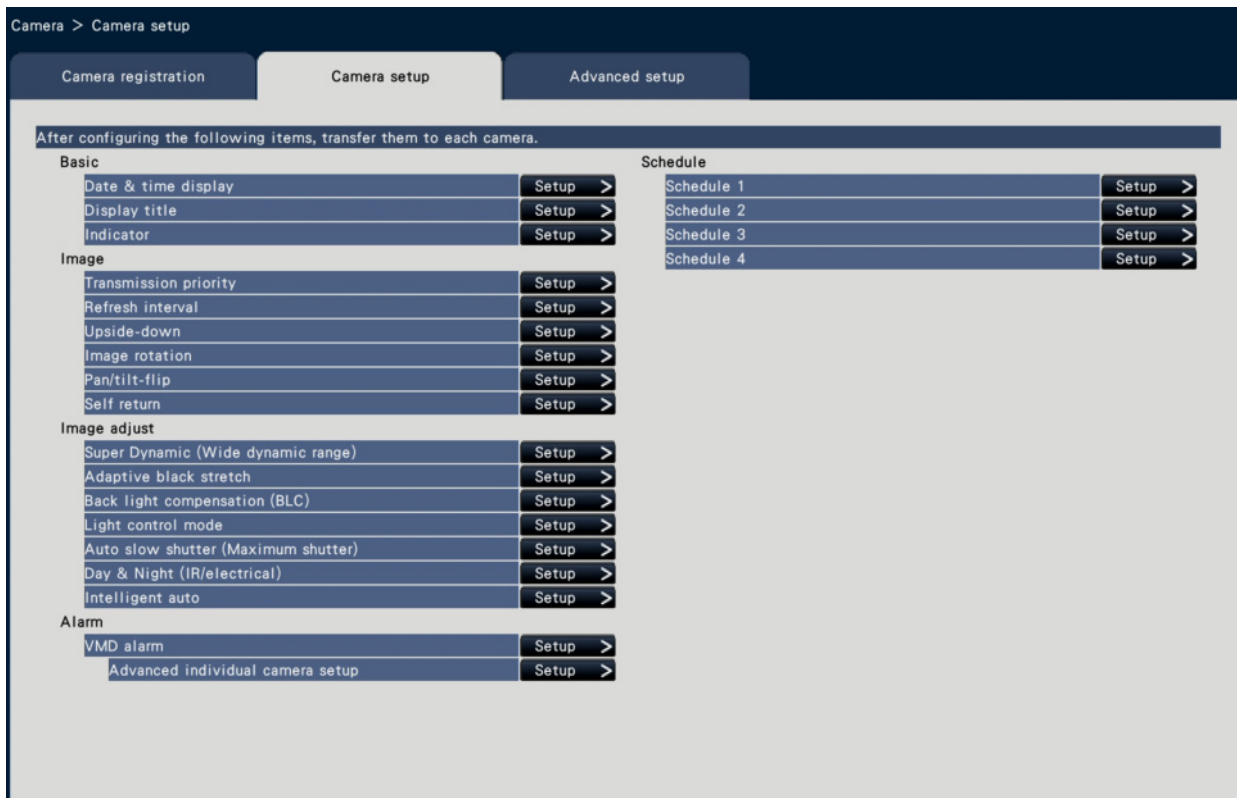 Camera > Camera setup
Camera registration
Camera setup
Advanced setup
After configuring the following items, transfer them to each camera.
Basic
Date & time display Setup >
Display title Setup >
Indicator Setup >
Image
Transmission priority Setup >
Refresh interval Setup >
Upside-down Setup >
Image rotation Setup >
Pan/tilt-flip Setup >
Self return Setup >
Image adjust
Super Dynamic (Wide dynamic range) Setup >
Adaptive black stretch Setup >
Back light compensation (BLC) Setup >
Light control mode Setup >
Auto slow shutter (Maximum shutter) Setup >
Day & Night (IR/electrical) Setup >
Intelligent auto Setup >
Alarm
VMD alarm Setup >
Advanced individual camera setup Setup >
Schedule
Schedule 1 Setup >
Schedule 2 Setup >
Schedule 3 Setup >
Schedule 4 Setup >